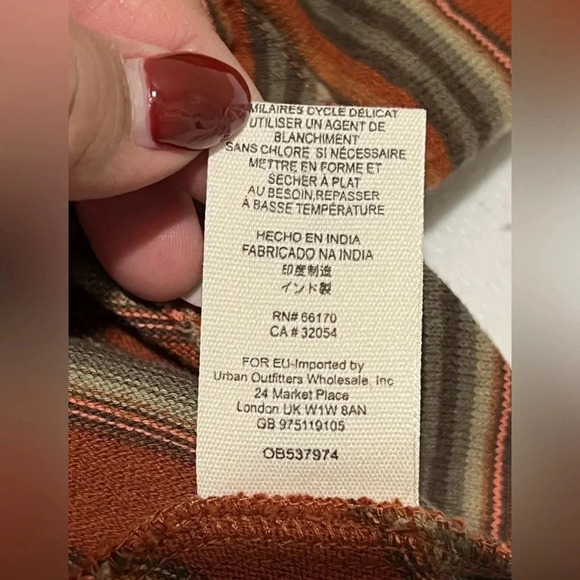 MILAIRES CYCLE DÉLICAT
UTILISER UN AGENT DE
BLANCHIMENT
SANS CHLORE SI NÉCESSAIRE
METTRE EN FORME ET
SÉCHER À PLAT
AU BESOIN,REPASSER
À BASSE TEMPÉRATURE
HECHO EN INDIA
FABRICADO NA INDIA
印度制造
インド製
RN# 66170
CA # 32054
FOR EU-Imported by
Urban Outfitters Wholesale, Inc
24 Market Place
London UK W1W 8AN
GB 975119105
OB537974